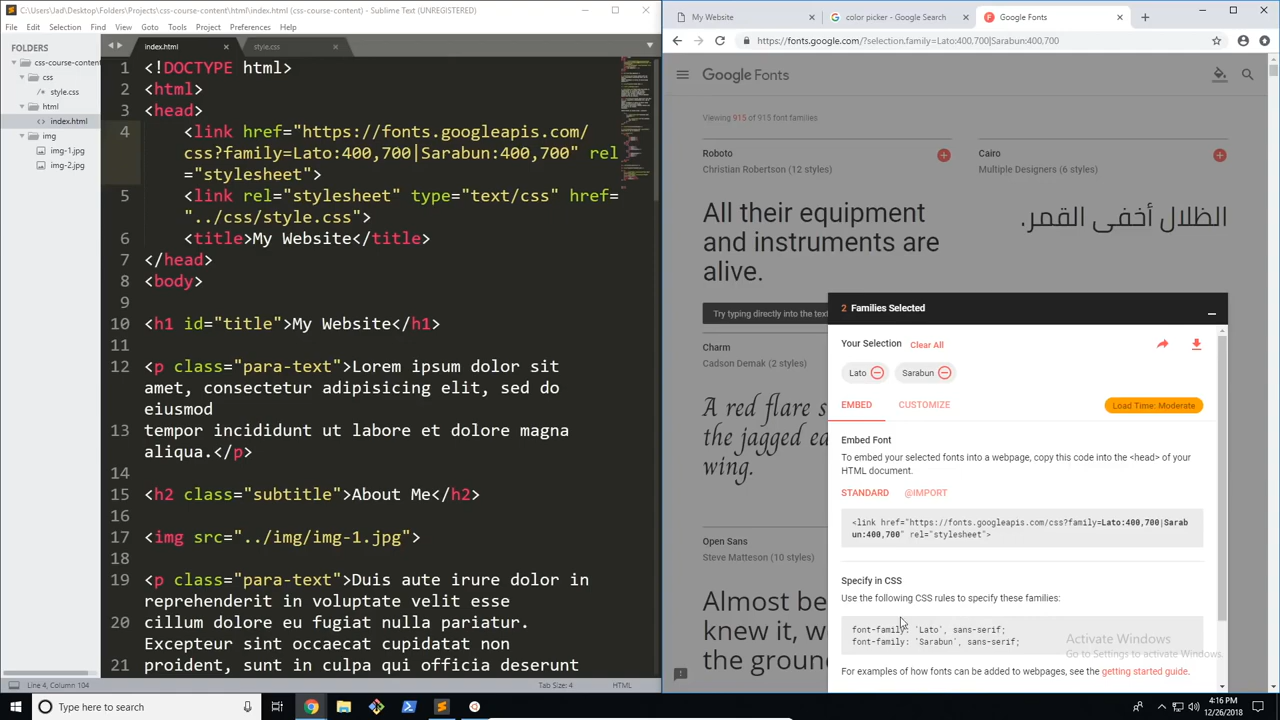 C:\Users\Jad\Desktop\Folders\Projects\css-course-content\html\index.html (css-course-content) - Sublime Text (UNREGISTERED)
File Edit Selection Find View Goto Tools Project Preferences Help
FOLDERS
css-course-content
css
style.css
html
index.html
img
img-1.jpg
img-2.jpg
index.html
style.css
1 <!DOCTYPE html>
2 <html>
3 <head>
4 <link href="https://fonts.googleapis.com/
css?family=Lato:400,700|Sarabun:400,700" rel
="stylesheet">
5 <link rel="stylesheet" type="text/css" href=
"../css/style.css">
6 <title>My Website</title>
7 </head>
8 <body>
9
10 <h1 id="title">My Website</h1>
11
12 <p class="para-text">Lorem ipsum dolor sit
amet, consectetur adipisicing elit, sed do
eiusmod
13 tempor incididunt ut labore et dolore magna
aliqua.</p>
14
15 <h2 class="subtitle">About Me</h2>
16
17 <img src="../img/img-1.jpg">
18
19 <p class="para-text">Duis aute irure dolor in
reprehenderit in voluptate velit esse
20 cillum dolore eu fugiat nulla pariatur.
Excepteur sint occaecat cupidatat non
21 proident, sunt in culpa qui officia deserunt
Line 4, Column 104
Tab Size: 4
HTML
My Website
color picker - Google Search
Google Fonts
https://fonts.google.com/?selection.family=Lato:400,700|Sarabun:400,700
Google Fonts
Viewing 915 of 915 font families
Roboto
Christian Robertson (12 styles)
All their equipment
and instruments are
alive.
Cairo
Multiple Designers (6 styles)
الظلال أخفى القمر.
Try typing directly into the text
Charm
Cadson Demak (2 styles)
A red flare s
the jagged ea
wing.
Open Sans
Steve Matteson (10 styles)
Almost be
knew it, w
the groun
2 Families Selected
Your Selection Clear All
Lato
Sarabun
EMBED
CUSTOMIZE
Load Time: Moderate
Embed Font
To embed your selected fonts into a webpage, copy this code into the <head> of your
HTML document.
STANDARD
@IMPORT
<link href="https://fonts.googleapis.com/css?family=Lato:400,700|Sarab
un:400,700" rel="stylesheet">
Specify in CSS
Use the following CSS rules to specify these families:
font-family: 'Lato', sans-serif;
font-family: 'Sarabun', sans-serif;
For examples of how fonts can be added to webpages, see the getting started guide.
Activate Windows
Go to Settings to activate Windows.
Type here to search
4:16 PM
12/26/2018